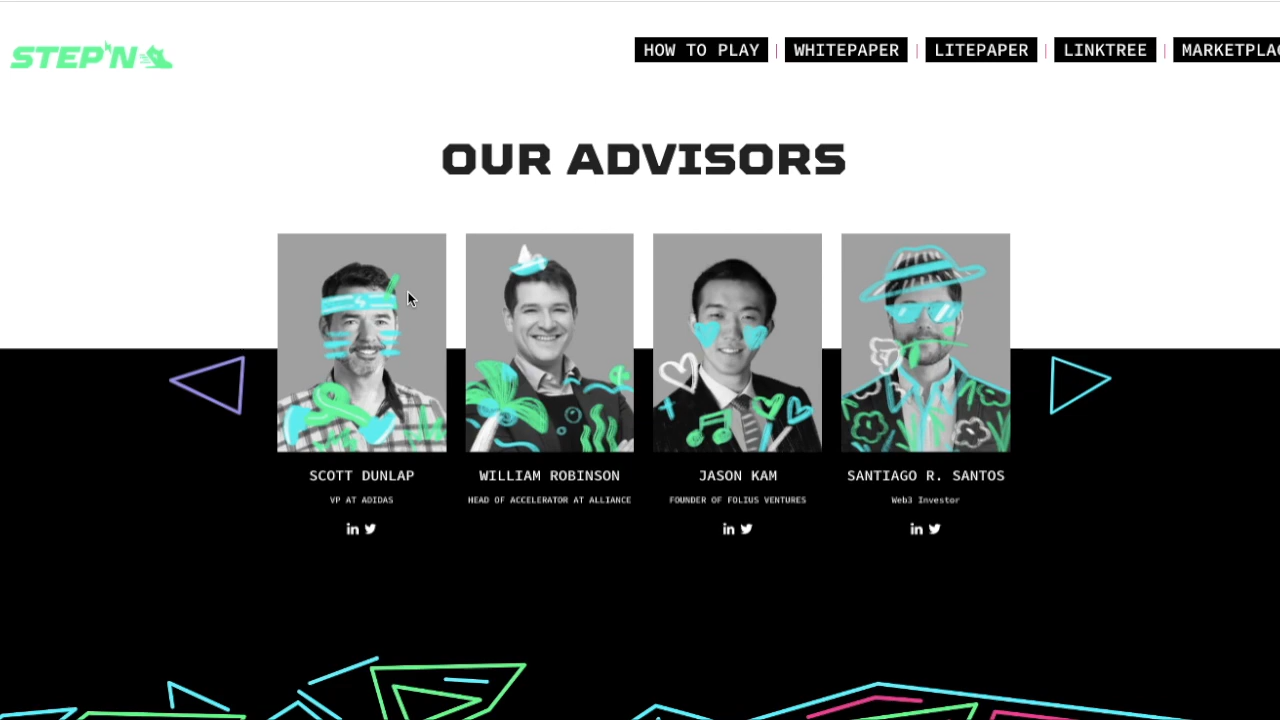 STEP'N
HOW TO PLAY | WHITEPAPER | LITEPAPER | LINKTREE | MARKETPLAC
OUR ADVISORS
SCOTT DUNLAP
VP AT ADIDAS
WILLIAM ROBINSON
HEAD OF ACCELERATOR AT ALLIANCE
JASON KAM
FOUNDER OF FOLIUS VENTURES
SANTIAGO R. SANTOS
Web3 Investor